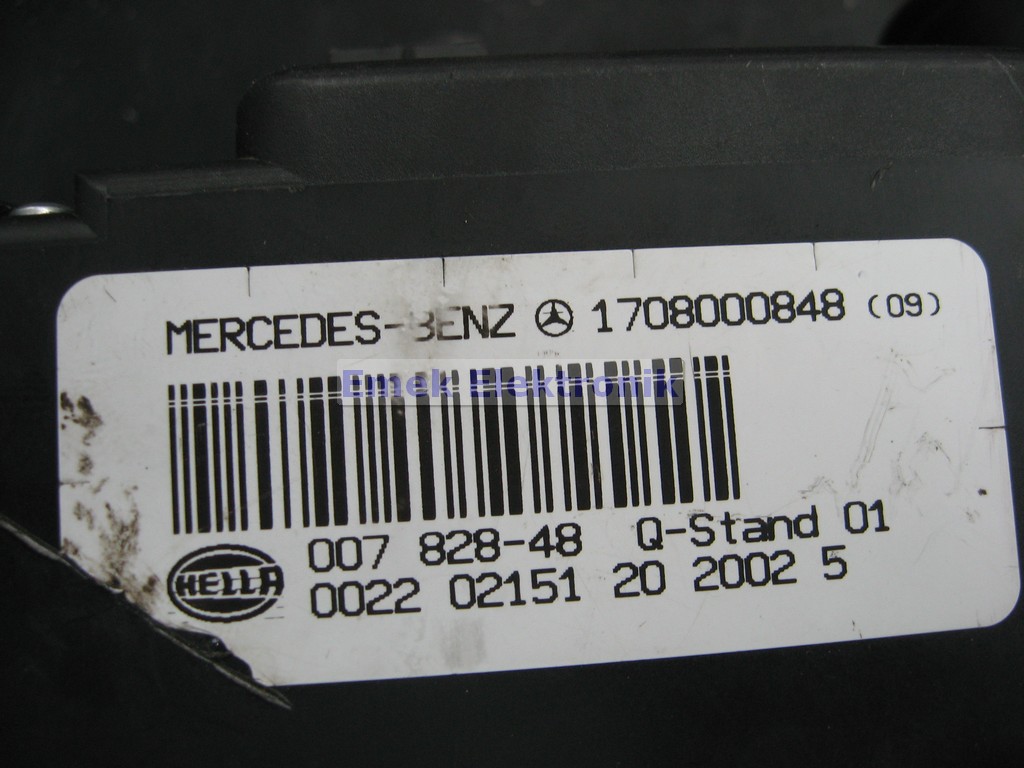 MERCEDES-BENZ 1708000848 (09)
Emek Elektronik
007 828-48 Q-Stand 01
HELLA
0022 02151 20 2002 5